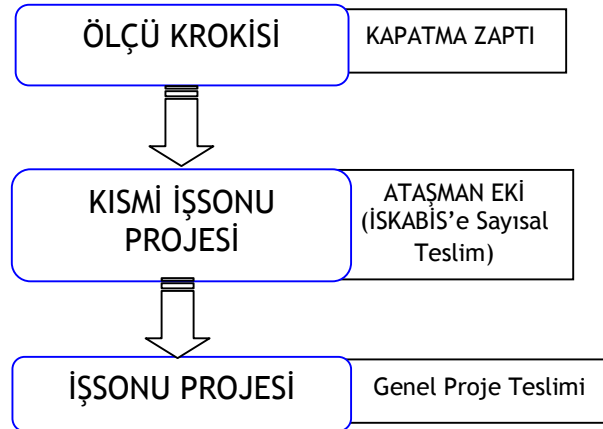 ÖLÇÜ KROKİSİ
KAPATMA ZAPTI
KISMİ İŞSONU
PROJESİ
ATAŞMAN EKİ
(İSKABİS’e Sayısal
Teslim)
İŞSONU PROJESİ
Genel Proje Teslimi